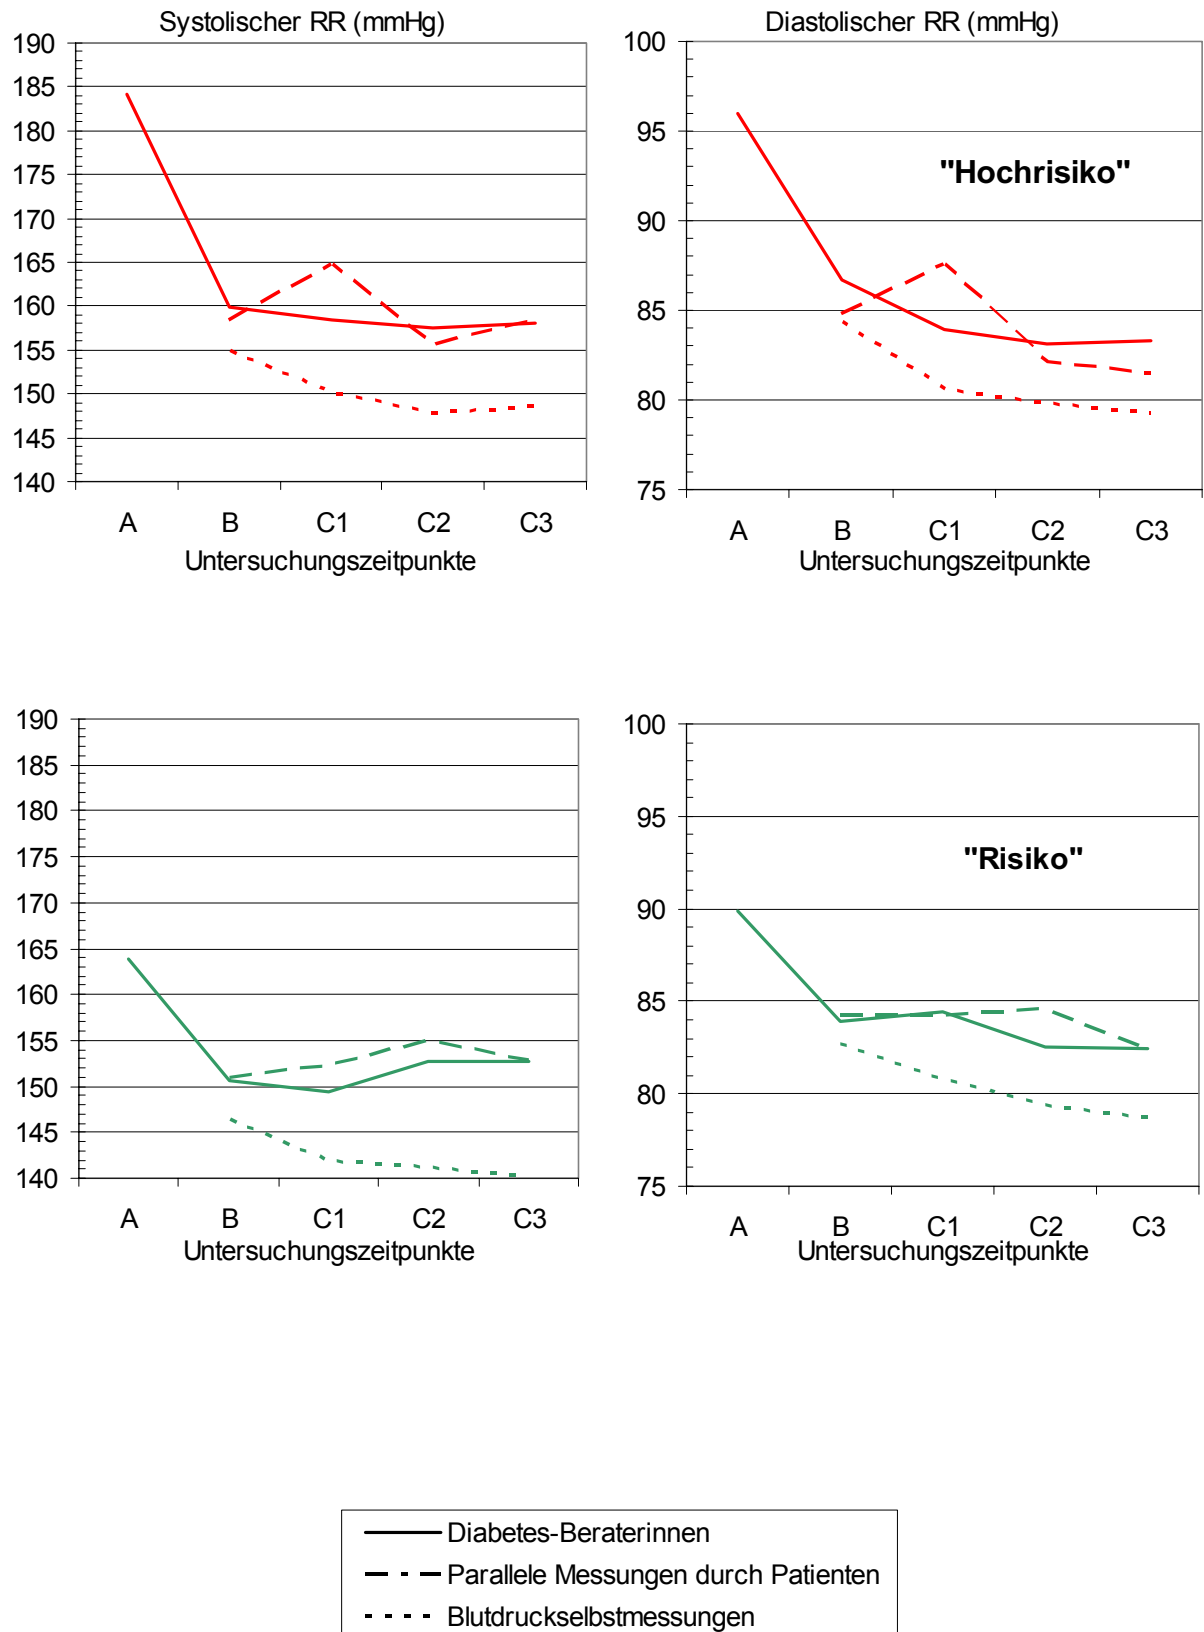 Systolischer RR (mmHg)
190
185
180
175
170
165
160
155
150
145
140
A B C1 C2 C3
Untersuchungszeitpunkte
Diastolischer RR (mmHg)
100
95
90
85
80
75
"Hochrisiko"
A B C1 C2 C3
Untersuchungszeitpunkte
190
185
180
175
170
165
160
155
150
145
140
A B C1 C2 C3
Untersuchungszeitpunkte
100
95
90
85
80
75
"Risiko"
A B C1 C2 C3
Untersuchungszeitpunkte
Diabetes-Beraterinnen
Parallele Messungen durch Patienten
Blutdruckselbstmessungen